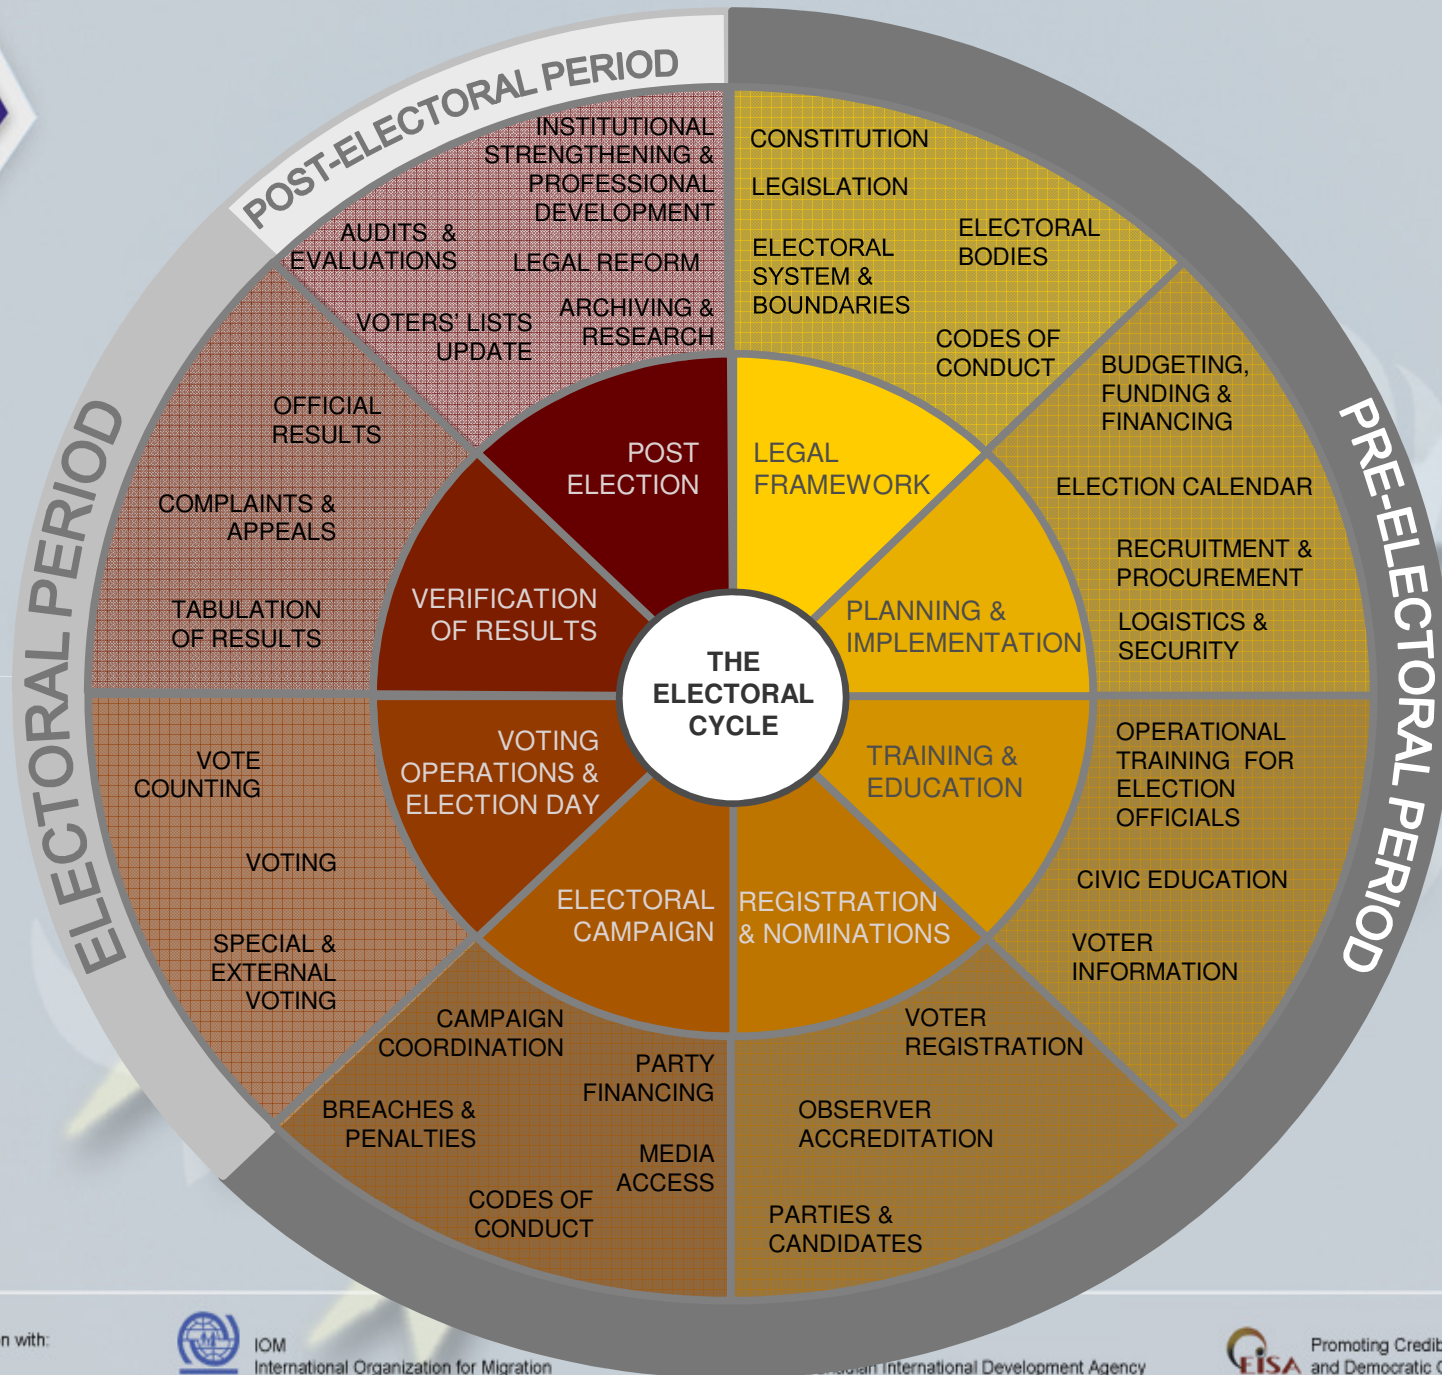 POST-ELECTORAL PERIOD
PRE-ELECTORAL PERIOD
ELECTORAL PERIOD
THE
ELECTORAL
CYCLE
LEGAL
FRAMEWORK
CONSTITUTION
LEGISLATION
ELECTORAL
SYSTEM &
BOUNDARIES
ELECTORAL
BODIES
CODES OF
CONDUCT
PLANNING &
IMPLEMENTATION
BUDGETING,
FUNDING &
FINANCING
ELECTION CALENDAR
RECRUITMENT &
PROCUREMENT
LOGISTICS &
SECURITY
TRAINING &
EDUCATION
OPERATIONAL
TRAINING FOR
ELECTION
OFFICIALS
CIVIC EDUCATION
VOTER
INFORMATION
REGISTRATION
& NOMINATIONS
VOTER
REGISTRATION
OBSERVER
ACCREDITATION
PARTIES &
CANDIDATES
ELECTORAL
CAMPAIGN
CAMPAIGN
COORDINATION
PARTY
FINANCING
BREACHES &
PENALTIES
MEDIA
ACCESS
CODES OF
CONDUCT
VOTING
OPERATIONS &
ELECTION DAY
VOTE
COUNTING
VOTING
SPECIAL &
EXTERNAL
VOTING
VERIFICATION
OF RESULTS
OFFICIAL
RESULTS
COMPLAINTS &
APPEALS
TABULATION
OF RESULTS
POST
ELECTION
INSTITUTIONAL
STRENGTHENING &
PROFESSIONAL
DEVELOPMENT
AUDITS &
EVALUATIONS
LEGAL REFORM
VOTERS' LISTS
UPDATE
ARCHIVING &
RESEARCH
with:
IOM
International Organization for Migration
International Development Agency
EISA
Promoting
and Democratic